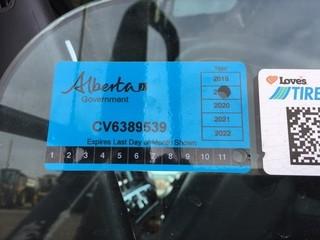 Year
Alberta
2018
Government
2020
CV6389539
2021
Expires Last Day of Month Shown
2022
1 2 3 4 5 6 7 8 9 10 11
Love's
TIRE